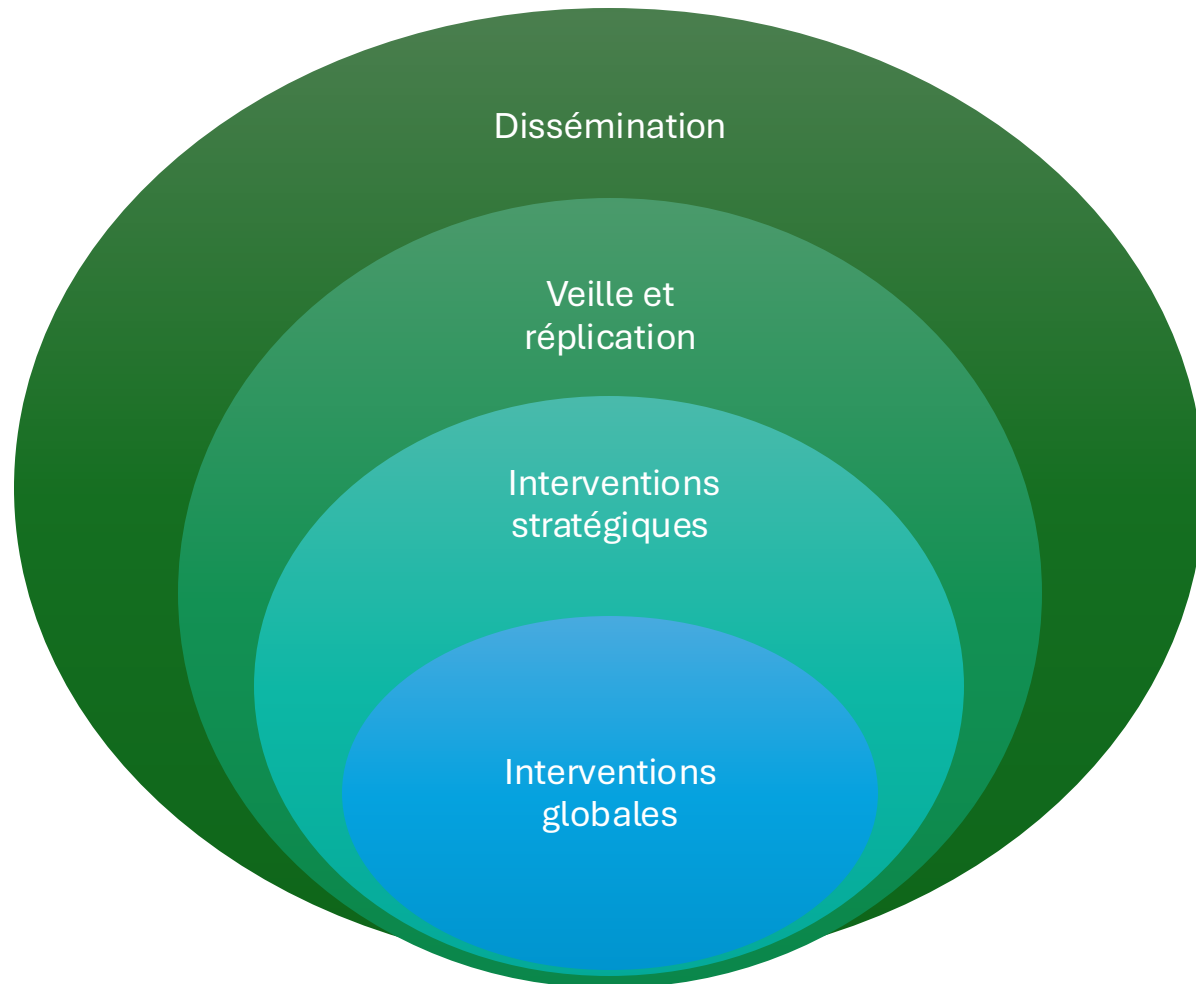 Dissémination
Veille et
réplication
Interventions
stratégiques
Interventions
globales